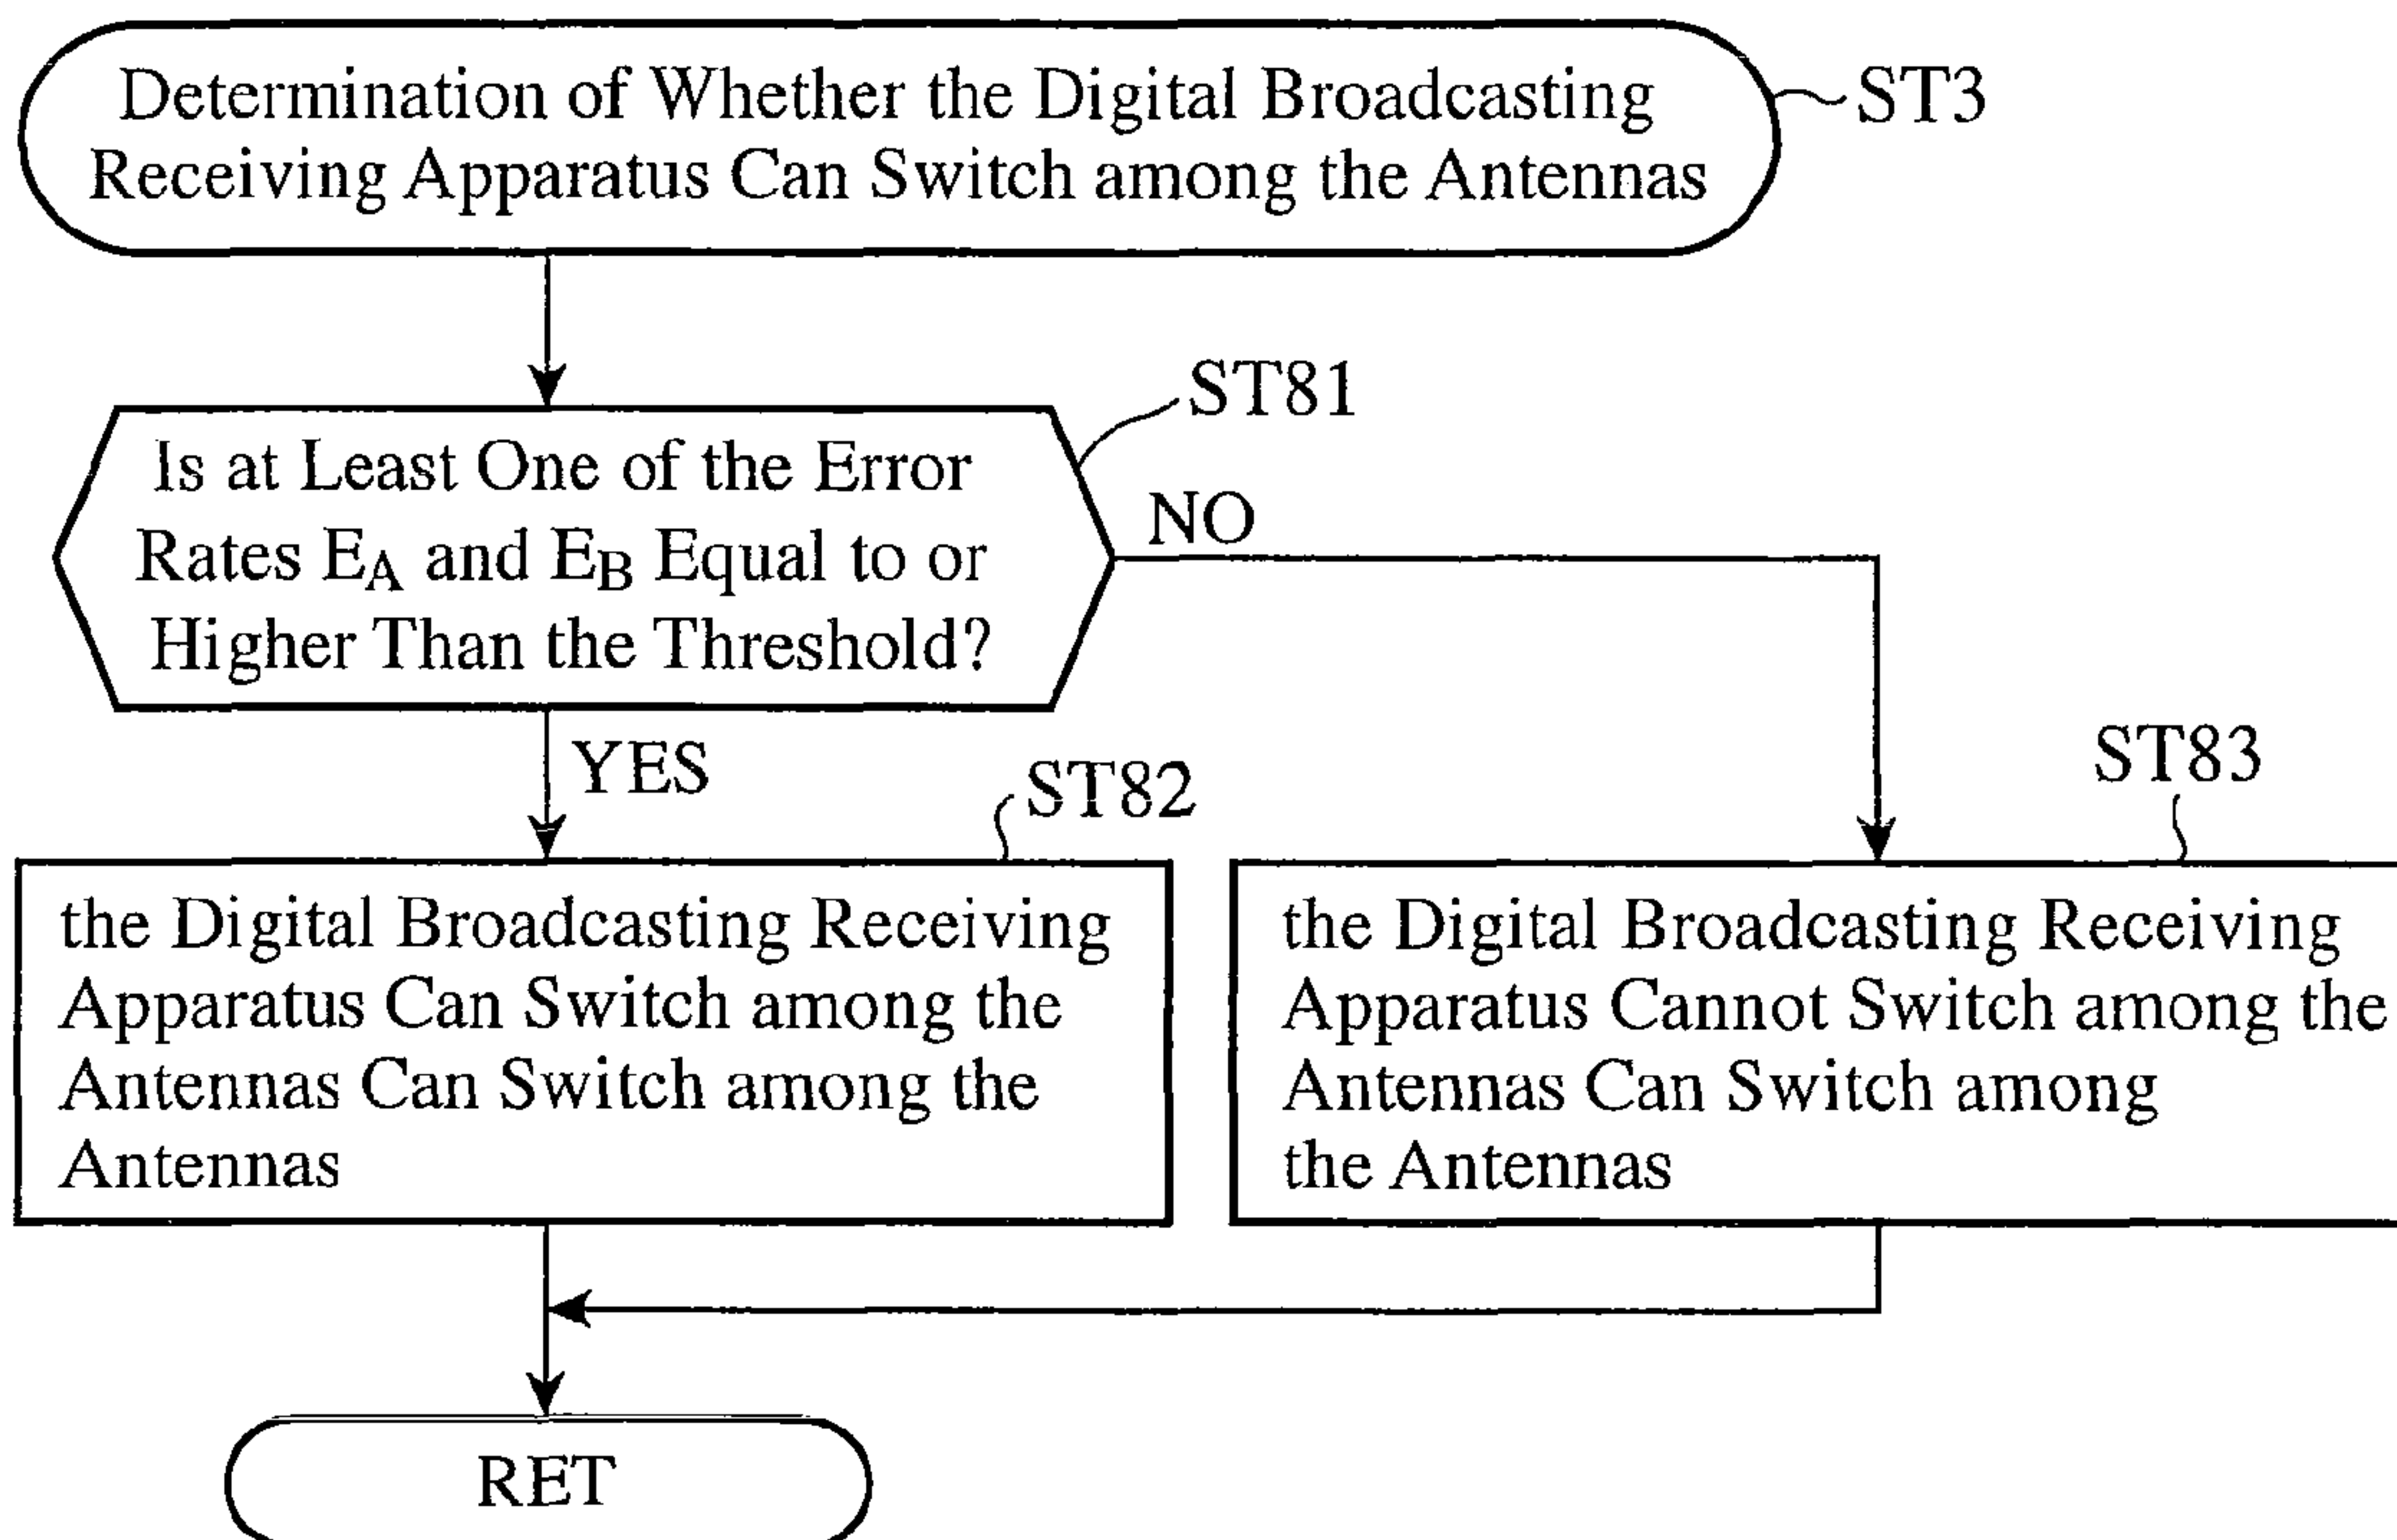 Determination of Whether the Digital Broadcasting
Receiving Apparatus Can Switch among the Antennas
ST3
ST81
Is at Least One of the Error
Rates EA and EB Equal to or
Higher Than the Threshold?
NO
YES
ST82
ST83
the Digital Broadcasting Receiving
Apparatus Can Switch among the
Antennas Can Switch among the
Antennas
the Digital Broadcasting Receiving
Apparatus Cannot Switch among the
Antennas Can Switch among
the Antennas
RET